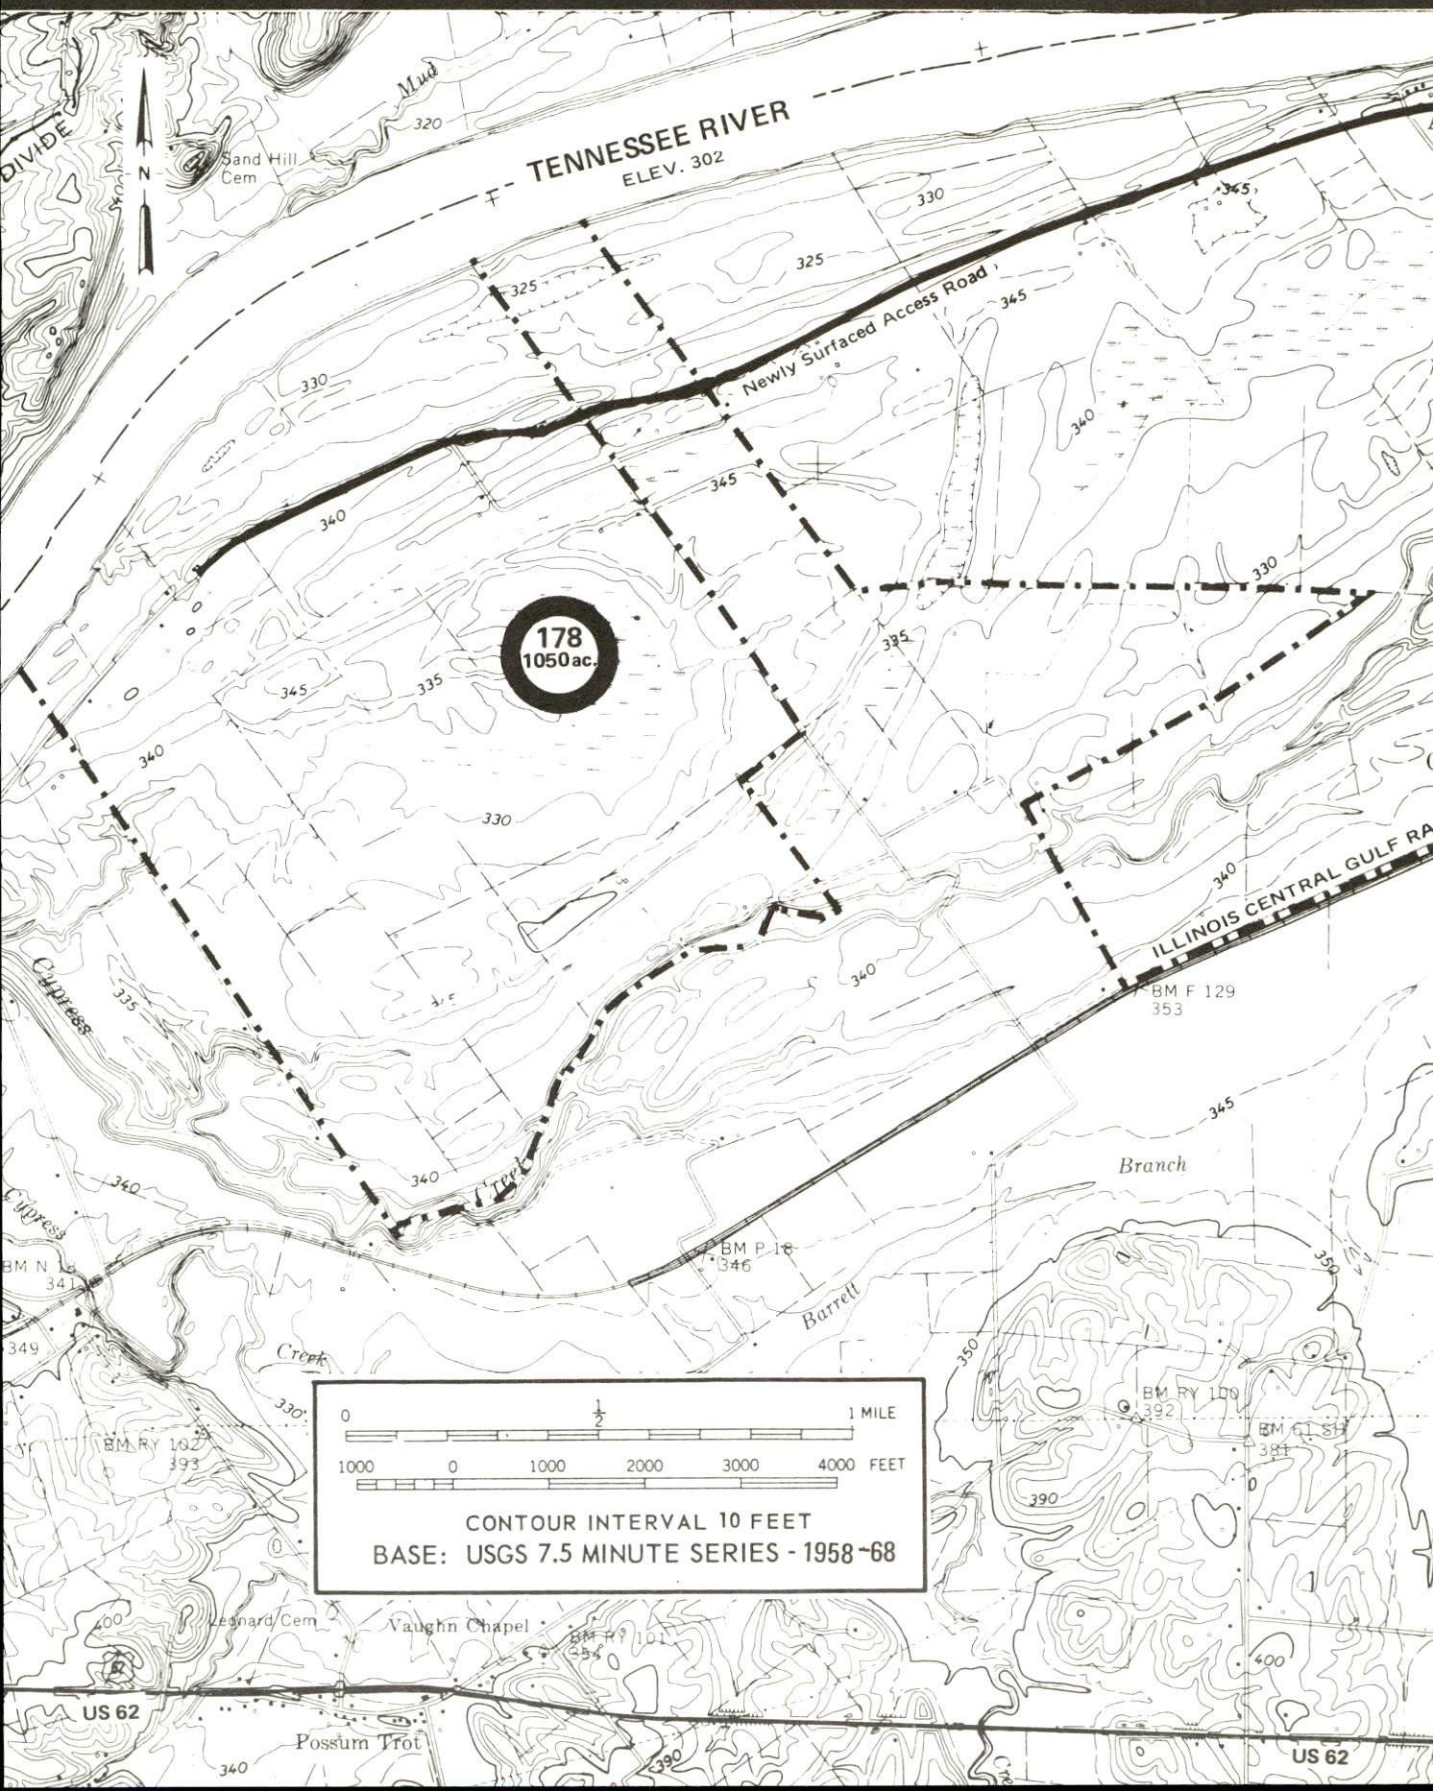 Mud
320
DIVIDE
N
Sand Hill
Cem
TENNESSEE RIVER
ELEV. 302
330
345
325
325
Newly Surfaced Access Road
345
330
340
345
340
330
178
1050 ac.
335
345
335
340
330
ILLINOIS CENTRAL GULF RA
340
Cypress
335
340
BM F 129
353
345
Branch
340
Creek
340
Cypress
BM N 18
341
BM P 18
346
350
Barrett
349
Creek
350
330
BM RY 100
392
BM 61 SH
381
BM RY 102
393
390
0 1/2 1 MILE
1000 0 1000 2000 3000 4000 FEET
CONTOUR INTERVAL 10 FEET
BASE: USGS 7.5 MINUTE SERIES - 1958-68
400
Leonard Cem
Vaughn Chapel
BM RY 101
354
400
US 62
Possum Trot
340
390
US 62